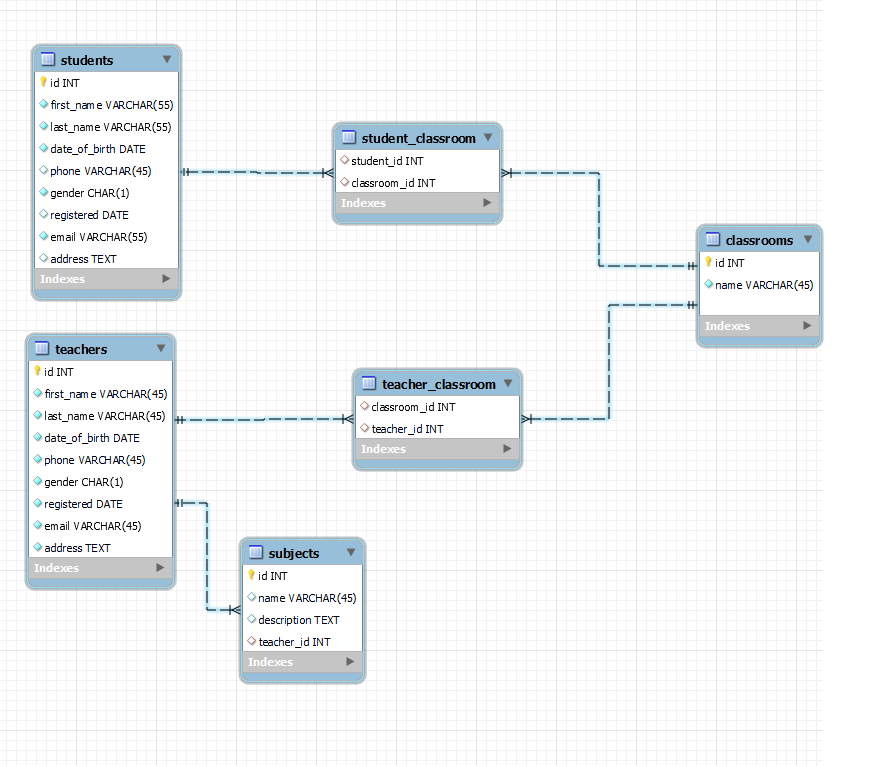 students
id INT
first_name VARCHAR(55)
last_name VARCHAR(55)
date_of_birth DATE
phone VARCHAR(45)
gender CHAR(1)
registered DATE
email VARCHAR(55)
address TEXT
Indexes
student_classroom
student_id INT
classroom_id INT
Indexes
classrooms
id INT
name VARCHAR(45)
Indexes
teachers
id INT
first_name VARCHAR(45)
last_name VARCHAR(45)
date_of_birth DATE
phone VARCHAR(45)
gender CHAR(1)
registered DATE
email VARCHAR(45)
address TEXT
Indexes
teacher_classroom
classroom_id INT
teacher_id INT
Indexes
subjects
id INT
name VARCHAR(45)
description TEXT
teacher_id INT
Indexes